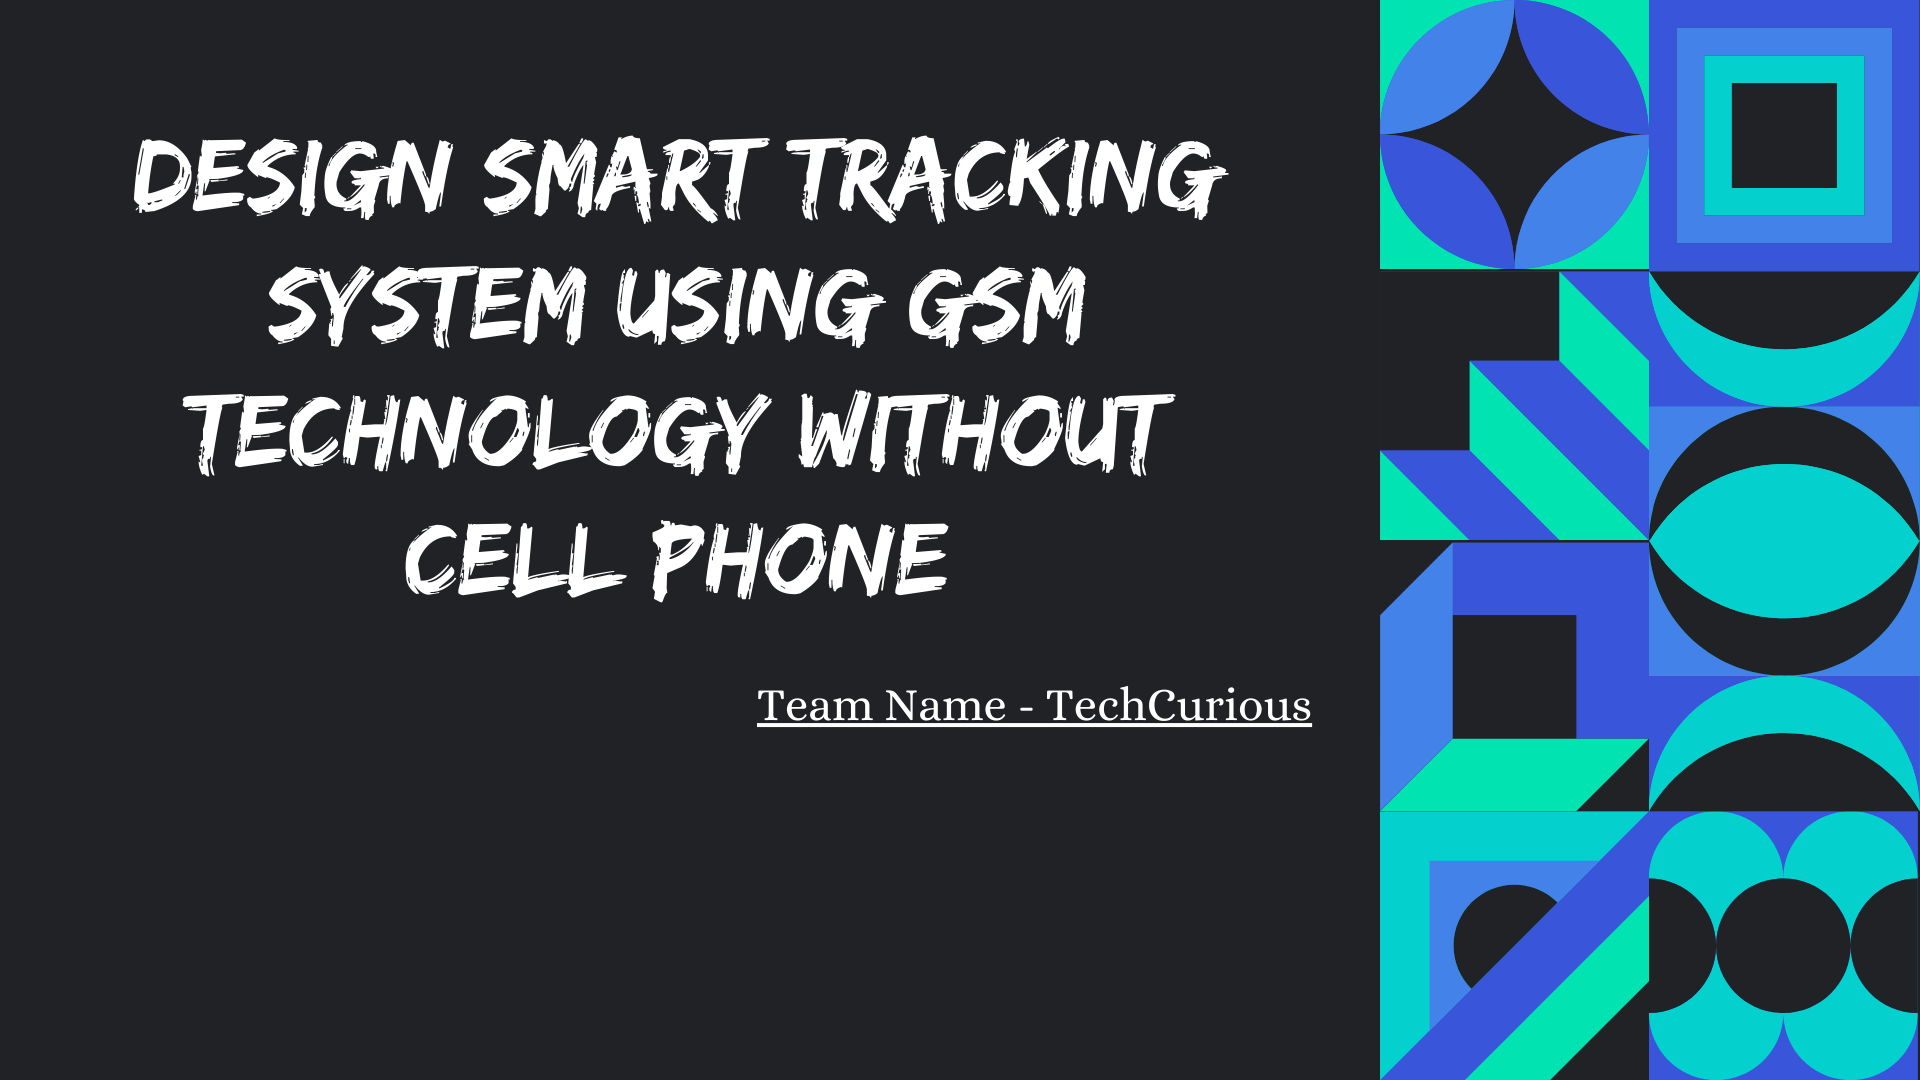 DESIGN SMART TRACKING
SYSTEM USING GSM
TECHNOLOGY WITHOUT
CELL PHONE
Team Name - TechCurious